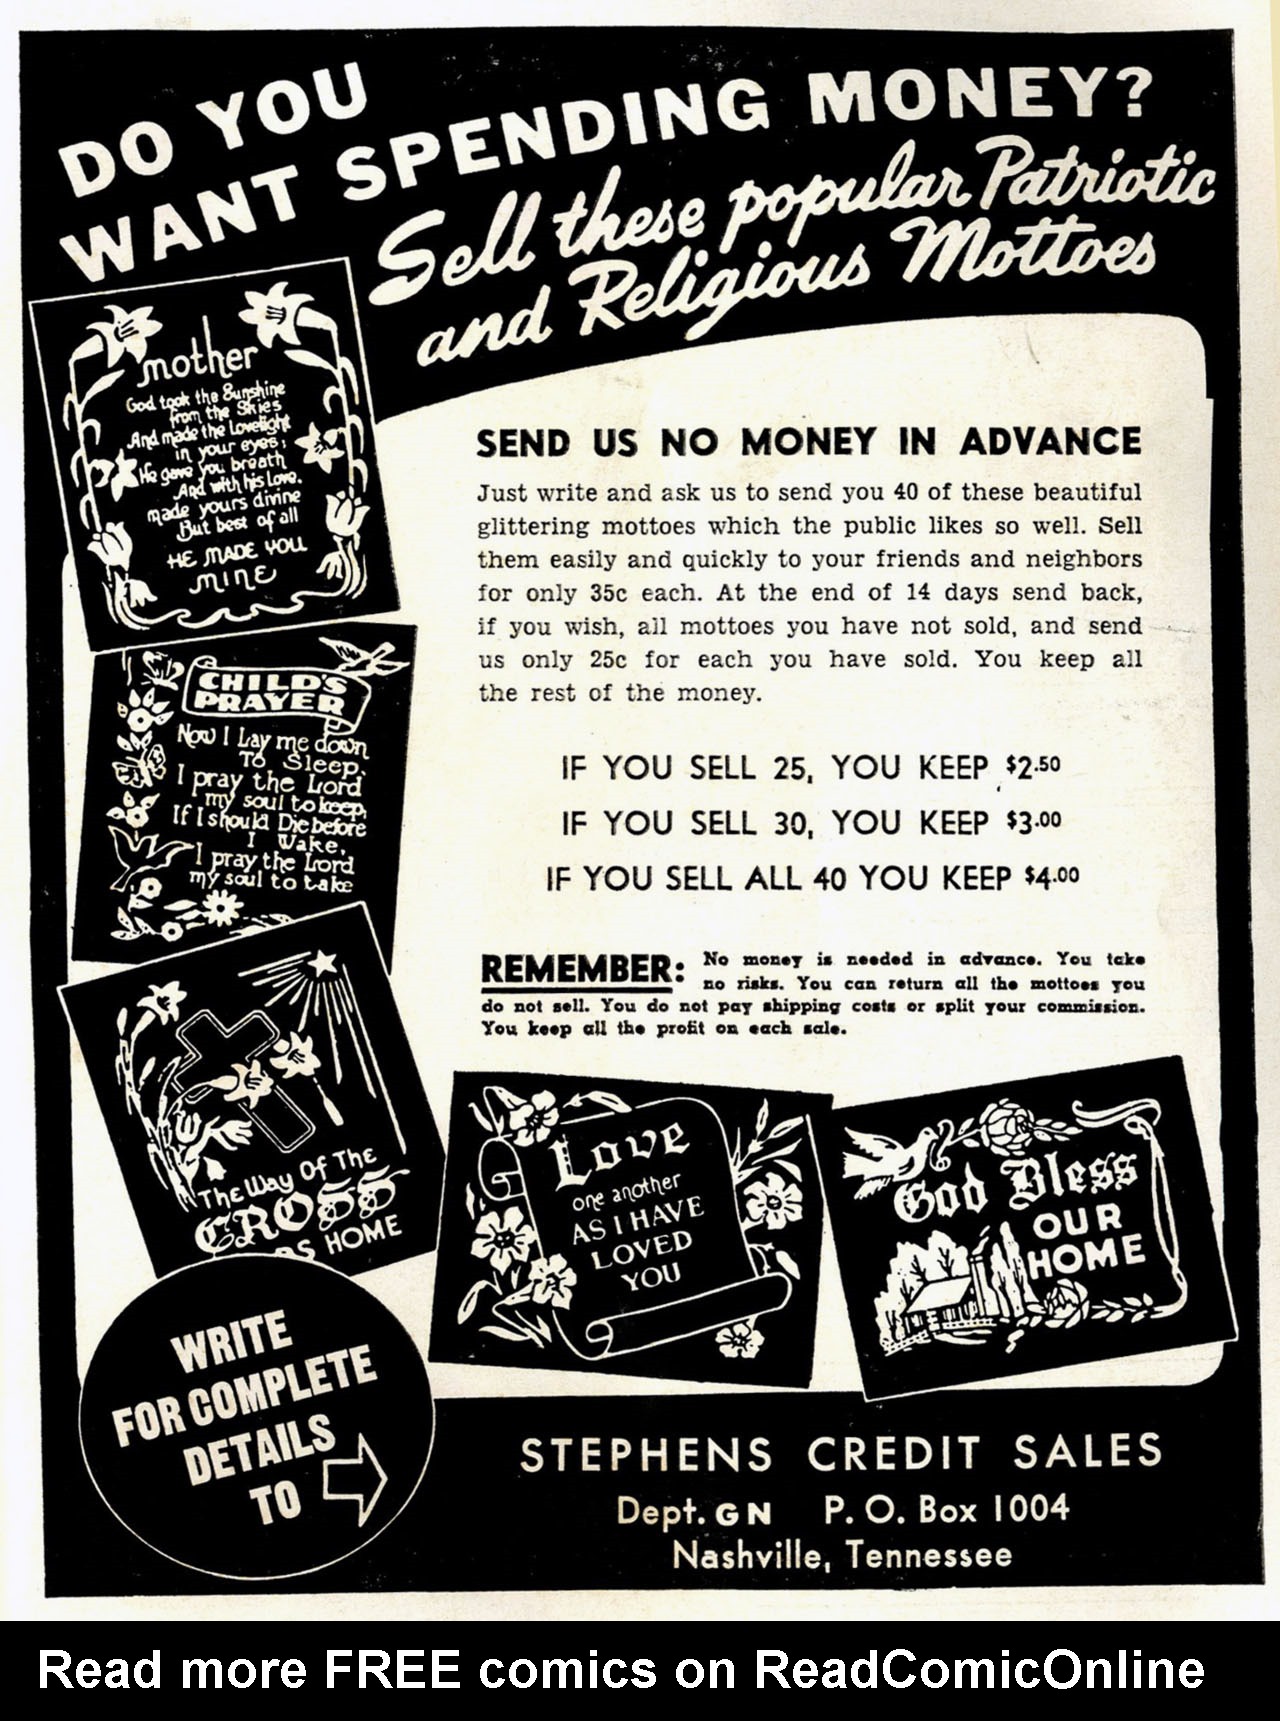 DO YOU
WANT SPENDING MONEY?
Sell these popular Patriotic
and Religious Mottoes
mother
God took the Sunshine
from the Skies
And made the Lovelight
in your eyes;
He gave you breath
And with his Love.
made yours divine
But best of all
HE MADE YOU
MINE
CHILD'S
PRAYER
Now I Lay me down
To Sleep,
I pray the Lord
my soul to keep,
If I should Die before
I Wake,
I pray the Lord
my soul to take
The Way Of The
CROSS
HOME
SEND US NO MONEY IN ADVANCE
Just write and ask us to send you 40 of these beautiful
glittering mottoes which the public likes so well. Sell
them easily and quickly to your friends and neighbors
for only 35c each. At the end of 14 days send back,
if you wish, all mottoes you have not sold, and send
us only 25c for each you have sold. You keep all
the rest of the money.
IF YOU SELL 25, YOU KEEP $2.50
IF YOU SELL 30, YOU KEEP $3.00
IF YOU SELL ALL 40 YOU KEEP $4.00
REMEMBER: No money is needed in advance. You take
no risks. You can return all the mottoes you
do not sell. You do not pay shipping costs or split your commission.
You keep all the profit on each sale.
Love
one another
AS I HAVE
LOVED
YOU
God Bless
OUR
HOME
WRITE
FOR COMPLETE
DETAILS
TO
STEPHENS CREDIT SALES
Dept. GN P. O. Box 1004
Nashville, Tennessee
Read more FREE comics on ReadComicOnline